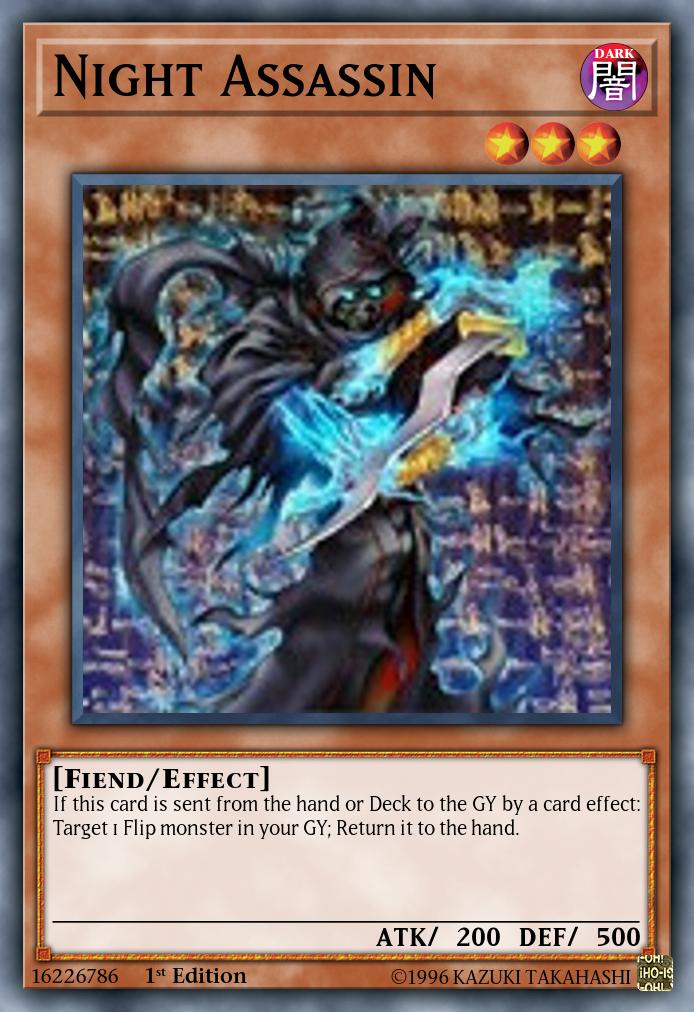 Night Assassin
DARK
闇
[Fiend/Effect]
If this card is sent from the hand or Deck to the GY by a card effect:
Target 1 Flip monster in your GY; Return it to the hand.
ATK/ 200 DEF/ 500
16226786 1st Edition ©1996 KAZUKI TAKAHASHI